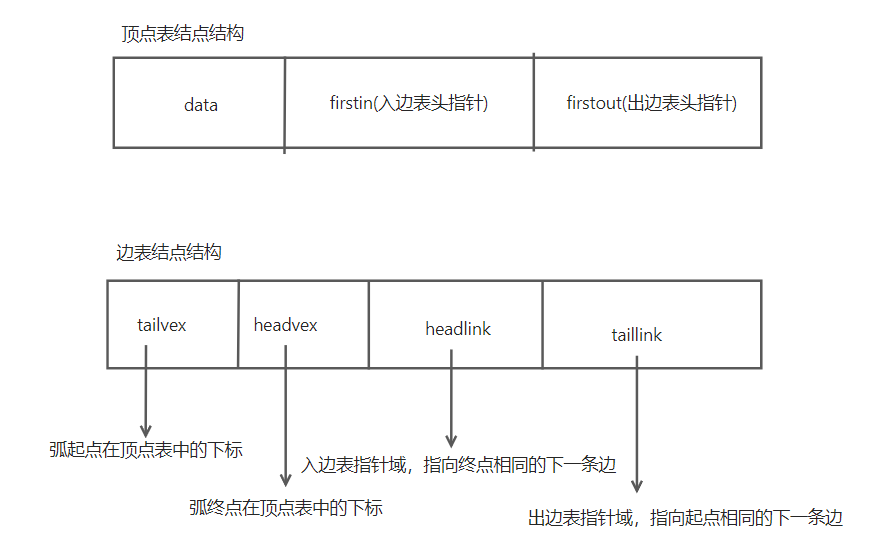 顶点表结点结构
data
firstin(入边表头指针)
firstout(出边表头指针)
边表结点结构
tailvex
headvex
headlink
taillink
弧起点在顶点表中的下标
入边表指针域，指向终点相同的下一条边
弧终点在顶点表中的下标
出边表指针域，指向起点相同的下一条边